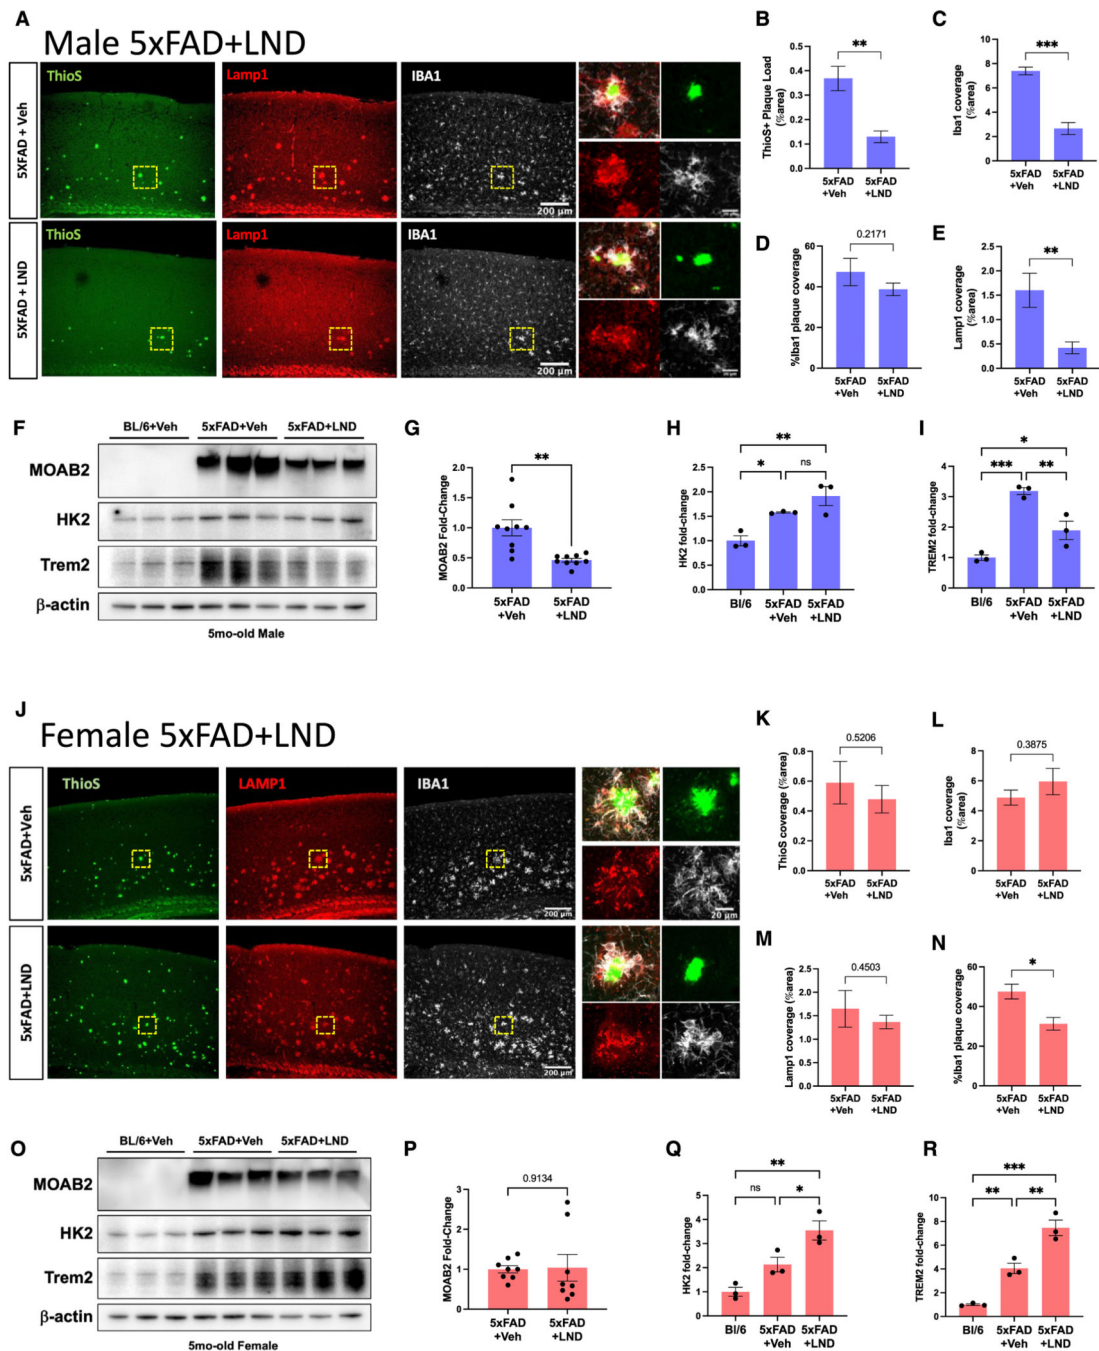 A
Male 5xFAD+LND
5XFAD + Veh
ThioS
Lamp1
IBA1
200 µm
5XFAD + LND
ThioS
Lamp1
IBA1
200 µm
B
ThioS+ Plaque Load
(%area)
0.5
0.4
0.3
0.2
0.1
0.0
**
5xFAD
+Veh
5xFAD
+LND
C
Iba1 coverage
(%area)
10
8
6
4
2
0
***
5xFAD
+Veh
5xFAD
+LND
D
%Iba1 plaque coverage
60
40
20
0
0.2171
5xFAD
+Veh
5xFAD
+LND
E
Lamp1 coverage
(%area)
2.5
2.0
1.5
1.0
0.5
0.0
**
5xFAD
+Veh
5xFAD
+LND
F
BL/6+Veh 5xFAD+Veh 5xFAD+LND
MOAB2
HK2
Trem2
β-actin
5mo-old Male
G
MOAB2 Fold-Change
2.0
1.5
1.0
0.5
0.0
**
5xFAD
+Veh
5xFAD
+LND
H
HK2 fold-change
2.5
2.0
1.5
1.0
0.5
0.0
**
* ns
Bl/6
5xFAD
+Veh
5xFAD
+LND
I
TREM2 fold-change
4
3
2
1
0
*
*** **
Bl/6
5xFAD
+Veh
5xFAD
+LND
J
Female 5xFAD+LND
5xFAD+Veh
ThioS
LAMP1
IBA1
200 µm
20 µm
5xFAD+LND
200 µm
K
ThioS coverage (%area)
0.8
0.6
0.4
0.2
0.0
0.5206
5xFAD
+Veh
5xFAD
+LND
L
Iba1 coverage
(%area)
8
6
4
2
0
0.3875
5xFAD
+Veh
5xFAD
+LND
M
Lamp1 coverage (%area)
2.5
2.0
1.5
1.0
0.5
0.0
0.4503
5xFAD
+Veh
5xFAD
+LND
N
%Iba1 plaque coverage
60
40
20
0
*
5xFAD
+Veh
5xFAD
+LND
O
BL/6+Veh 5xFAD+Veh 5xFAD+LND
MOAB2
HK2
Trem2
β-actin
5mo-old Female
P
MOAB2 Fold-Change
3
2
1
0
0.9134
5xFAD
+Veh
5xFAD
+LND
Q
HK2 fold-change
5
4
3
2
1
0
**
ns *
Bl/6
5xFAD
+Veh
5xFAD
+LND
R
TREM2 fold-change
10
8
6
4
2
0
***
** **
Bl/6
5xFAD
+Veh
5xFAD
+LND